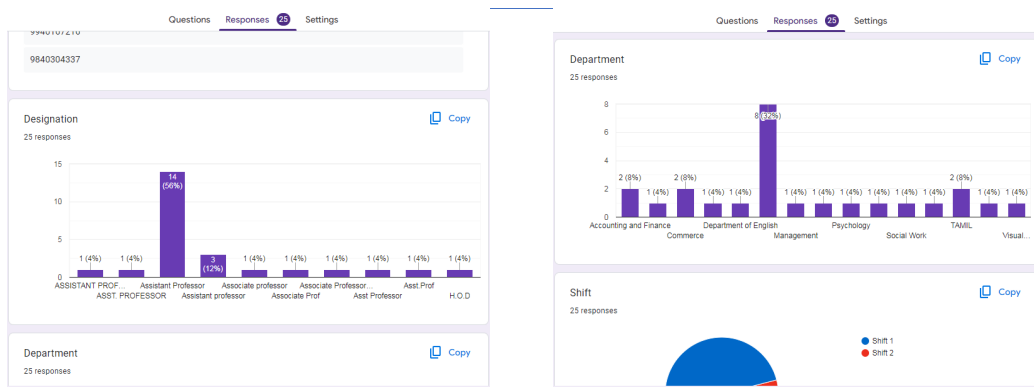 Questions Responses 25 Settings
9840304337
Designation
Copy
25 responses
15
10
5
0
1 (4%) 1 (4%) 14 (56%) 3 (12%) 1 (4%) 1 (4%) 1 (4%) 1 (4%) 1 (4%) 1 (4%)
ASSISTANT PROF... Assistant Professor Associate professor Associate Professor... Asst.Prof
ASST. PROFESSOR Assistant professor Associate Prof Asst Professor H.O.D
Department
Copy
25 responses
Questions Responses 25 Settings
Department
Copy
25 responses
8
6
4
2
0
2 (8%) 1 (4%) 2 (8%) 1 (4%) 1 (4%) 8 (32%) 1 (4%) 1 (4%) 1 (4%) 1 (4%) 1 (4%) 1 (4%) 2 (8%) 1 (4%) 1 (4%)
Accounting and Finance Department of English Psychology TAMIL
Commerce Management Social Work Visual...
Shift
Copy
25 responses
Shift 1
Shift 2